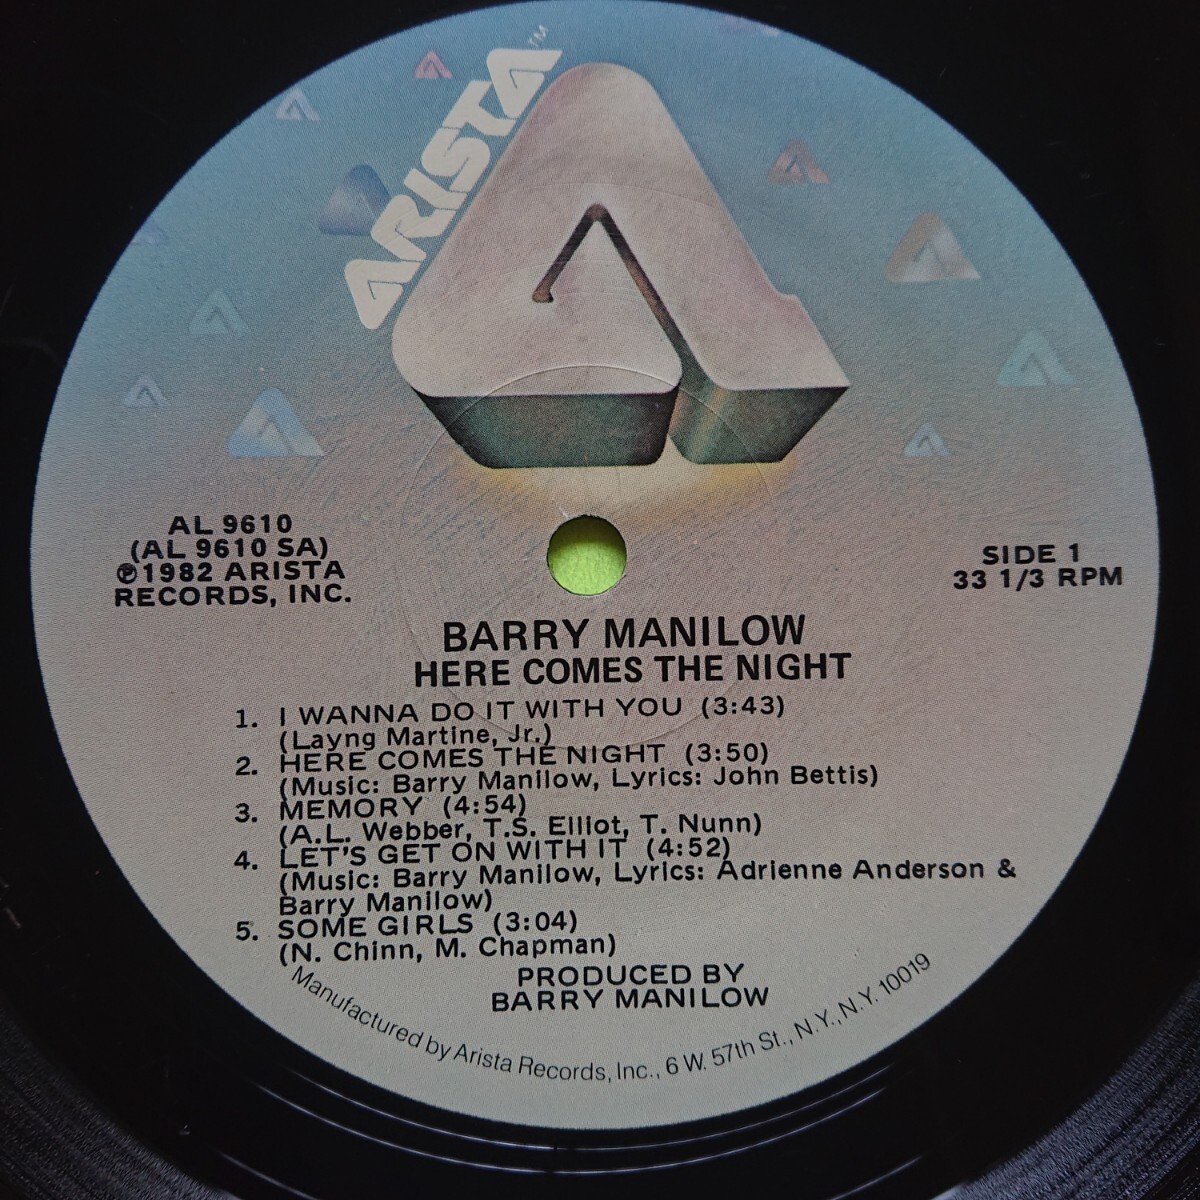 ARISTA™
AL 9610
(AL 9610 SA)
℗1982 ARISTA
RECORDS, INC.
SIDE 1
33 1/3 RPM
BARRY MANILOW
HERE COMES THE NIGHT
1. I WANNA DO IT WITH YOU (3:43)
(Layng Martine, Jr.)
2. HERE COMES THE NIGHT (3:50)
(Music: Barry Manilow, Lyrics: John Bettis)
3. MEMORY (4:54)
(A.L. Webber, T.S. Elliot, T. Nunn)
4. LET'S GET ON WITH IT (4:52)
(Music: Barry Manilow, Lyrics: Adrienne Anderson &
Barry Manilow)
5. SOME GIRLS (3:04)
(N. Chinn, M. Chapman)
PRODUCED BY
BARRY MANILOW
Manufactured by Arista Records, Inc., 6 W. 57th St., N.Y., N.Y. 10019